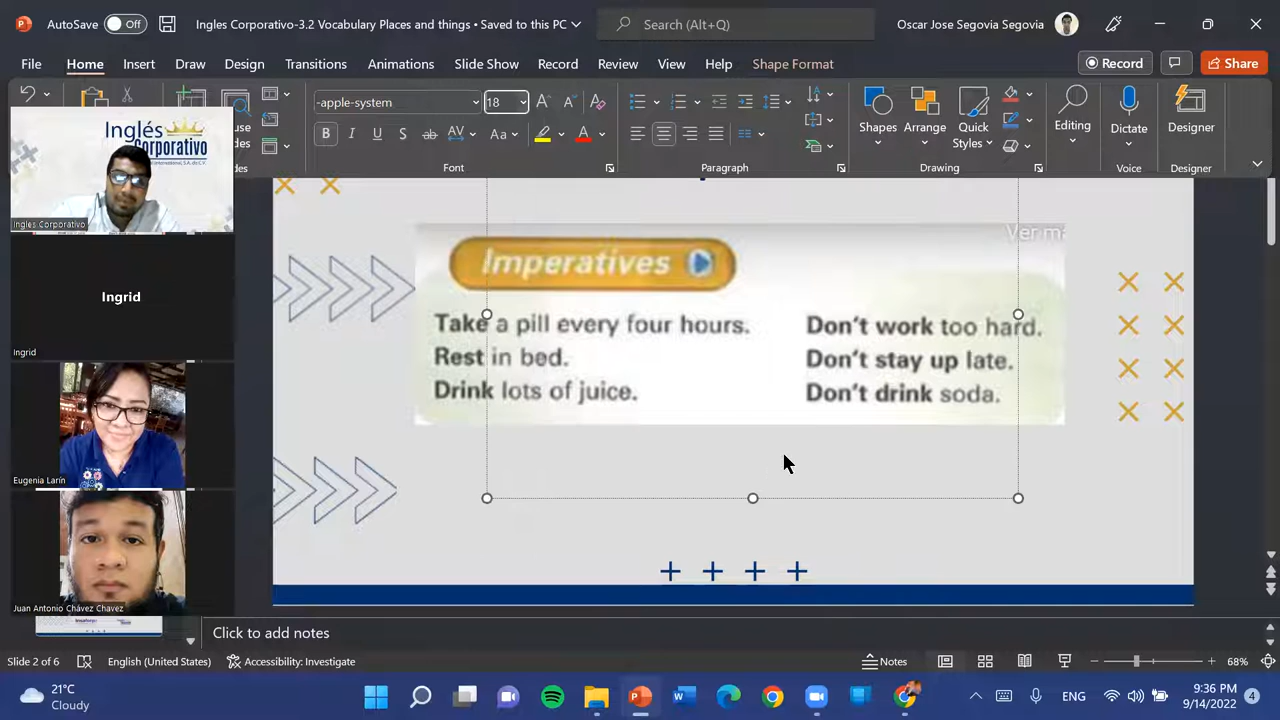 AutoSave Off Ingles Corporativo-3.2 Vocabulary Places and things • Saved to this PC Search (Alt+Q) Oscar Jose Segovia Segovia
File Home Insert Draw Design Transitions Animations Slide Show Record Review View Help Shape Format Record Share
-apple-system 18
Shapes Arrange Quick Styles Editing Dictate Designer
Font Paragraph Drawing Voice Designer
Inglés
Corporativo
Ingles Corporativo
Ingrid
Ingrid
Eugenia Larín
Juan Antonio Chávez Chavez
Imperatives
Take a pill every four hours.
Rest in bed.
Drink lots of juice.
Don't work too hard.
Don't stay up late.
Don't drink soda.
Click to add notes
Slide 2 of 6 English (United States) Accessibility: Investigate Notes 68%
21°C
Cloudy
ENG
9:36 PM
9/14/2022
4